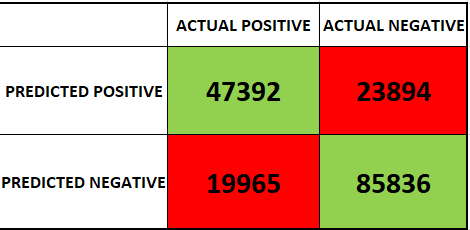 ACTUAL POSITIVE ACTUAL NEGATIVE
PREDICTED POSITIVE 47392 23894
PREDICTED NEGATIVE 19965 85836